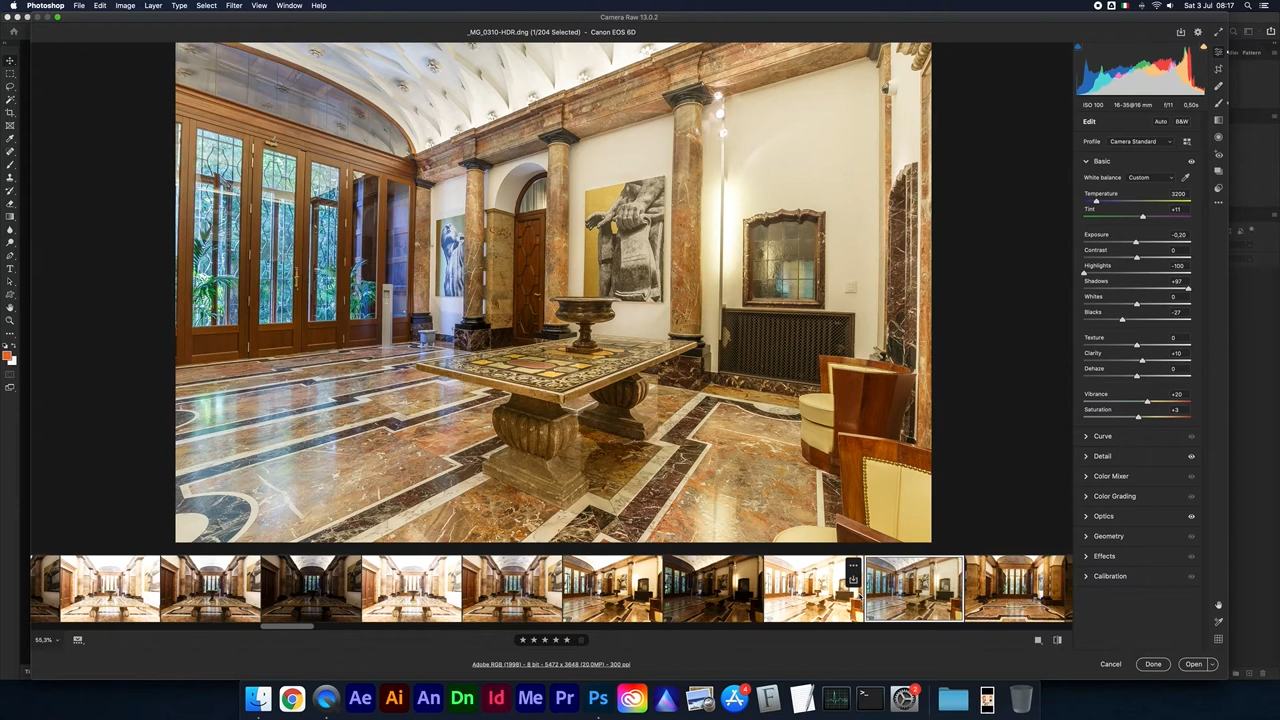 Photoshop File Edit Image Layer Type Select Filter View Window Help
Sat 3 Jul 08:17
Camera Raw 13.0.2
_MG_0310-HDR.dng (1/204 Selected) - Canon EOS 6D
Pattern
ISO 100 16-35@16 mm f/11 0,50s
Edit Auto B&W
Profile Camera Standard
Basic
White balance Custom
Temperature 3200
Tint +11
Exposure -0,20
Contrast 0
Highlights -100
Shadows +97
Whites 0
Blacks -27
Texture 0
Clarity +10
Dehaze 0
Vibrance +20
Saturation +3
Curve
Detail
Color Mixer
Color Grading
Optics
Geometry
Effects
Calibration
55,3%
Adobe RGB (1998) - 8 bit - 5472 x 3648 (20,0MP) - 300 ppi
Cancel Done Open
Ae Ai An Dn Id Me Pr Ps
4
2